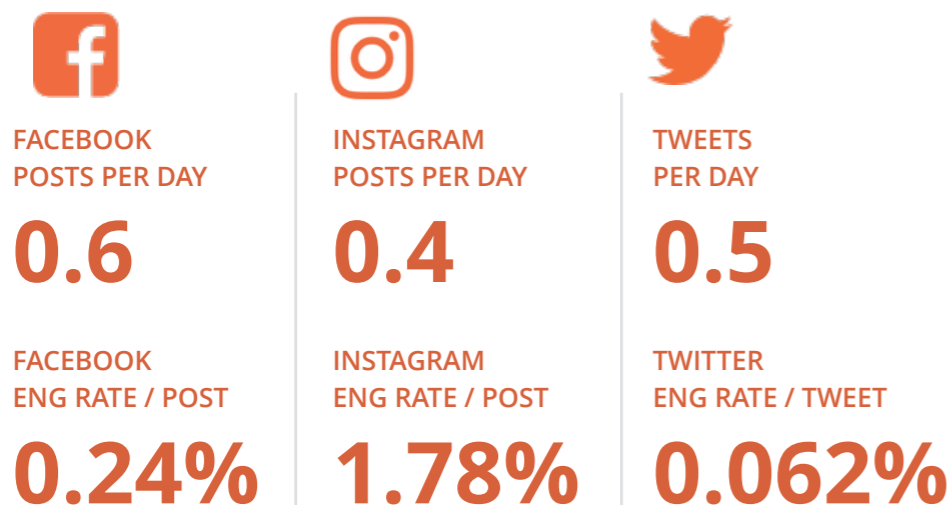 FACEBOOK
POSTS PER DAY
0.6
FACEBOOK
ENG RATE / POST
0.24%
INSTAGRAM
POSTS PER DAY
0.4
INSTAGRAM
ENG RATE / POST
1.78%
TWEETS
PER DAY
0.5
TWITTER
ENG RATE / TWEET
0.062%